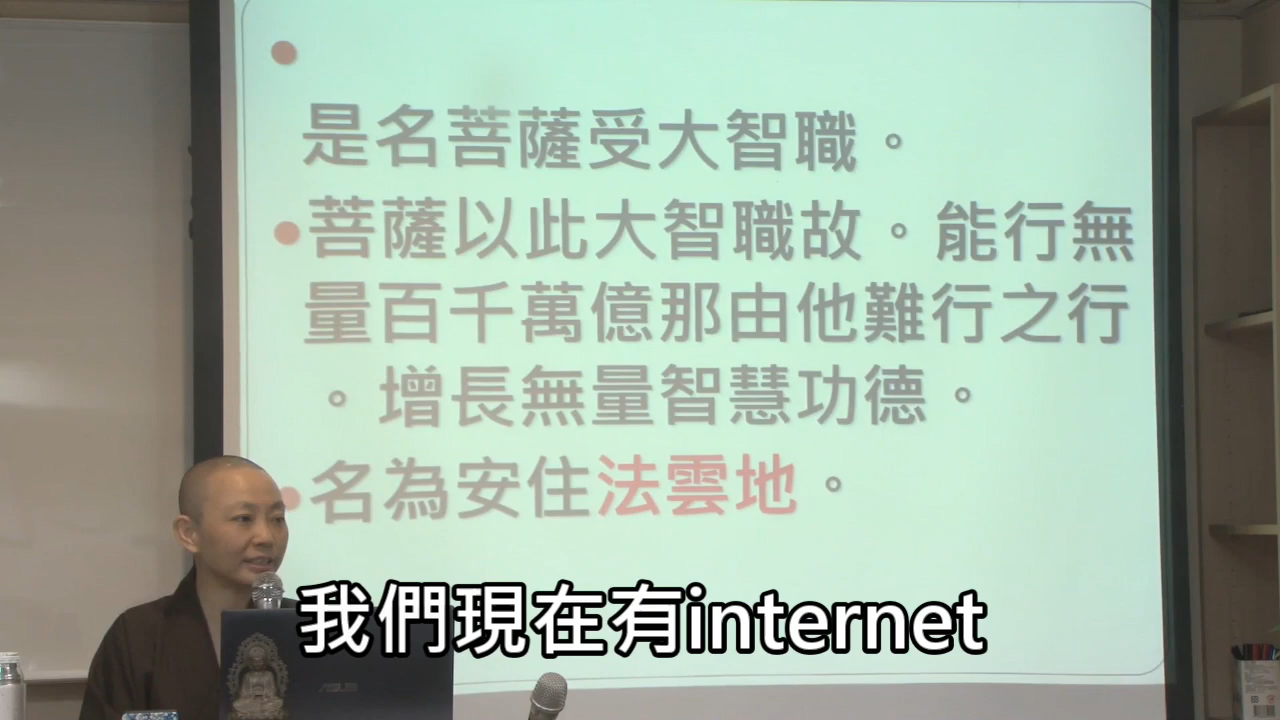 是名菩薩受大智職。
菩薩以此大智職故。能行無
量百千萬億那由他難行之行
。增長無量智慧功德。
名為安住法雲地。
我們現在有internet
ASUS